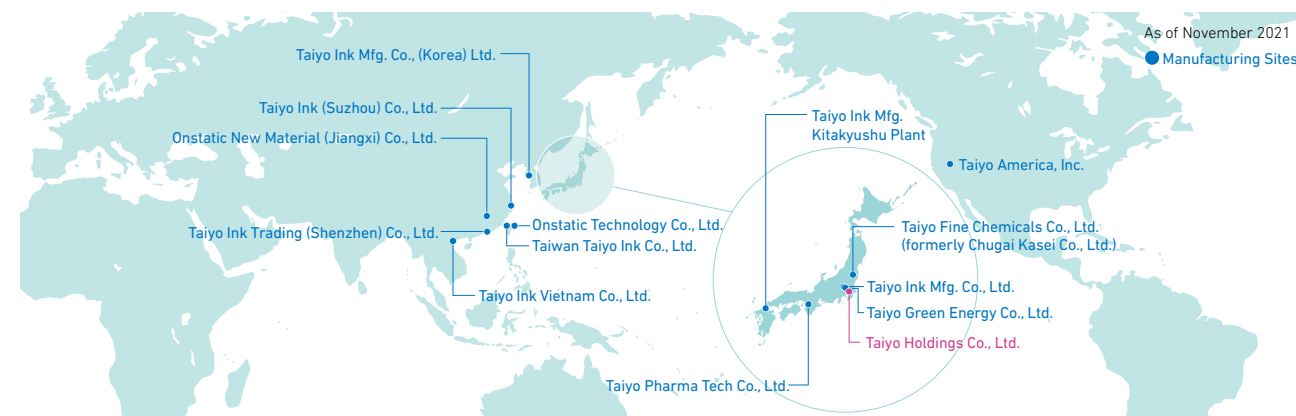 As of November 2021
Manufacturing Sites
Taiyo Ink Mfg. Co., (Korea) Ltd.
Taiyo Ink (Suzhou) Co., Ltd.
Onstatic New Material (Jiangxi) Co., Ltd.
Taiyo Ink Trading (Shenzhen) Co., Ltd.
Onstatic Technology Co., Ltd.
Taiwan Taiyo Ink Co., Ltd.
Taiyo Ink Vietnam Co., Ltd.
Taiyo Ink Mfg.
Kitakyushu Plant
Taiyo America, Inc.
Taiyo Fine Chemicals Co., Ltd.
(formerly Chugai Kasei Co., Ltd.)
Taiyo Ink Mfg. Co., Ltd.
Taiyo Green Energy Co., Ltd.
Taiyo Holdings Co., Ltd.
Taiyo Pharma Tech Co., Ltd.